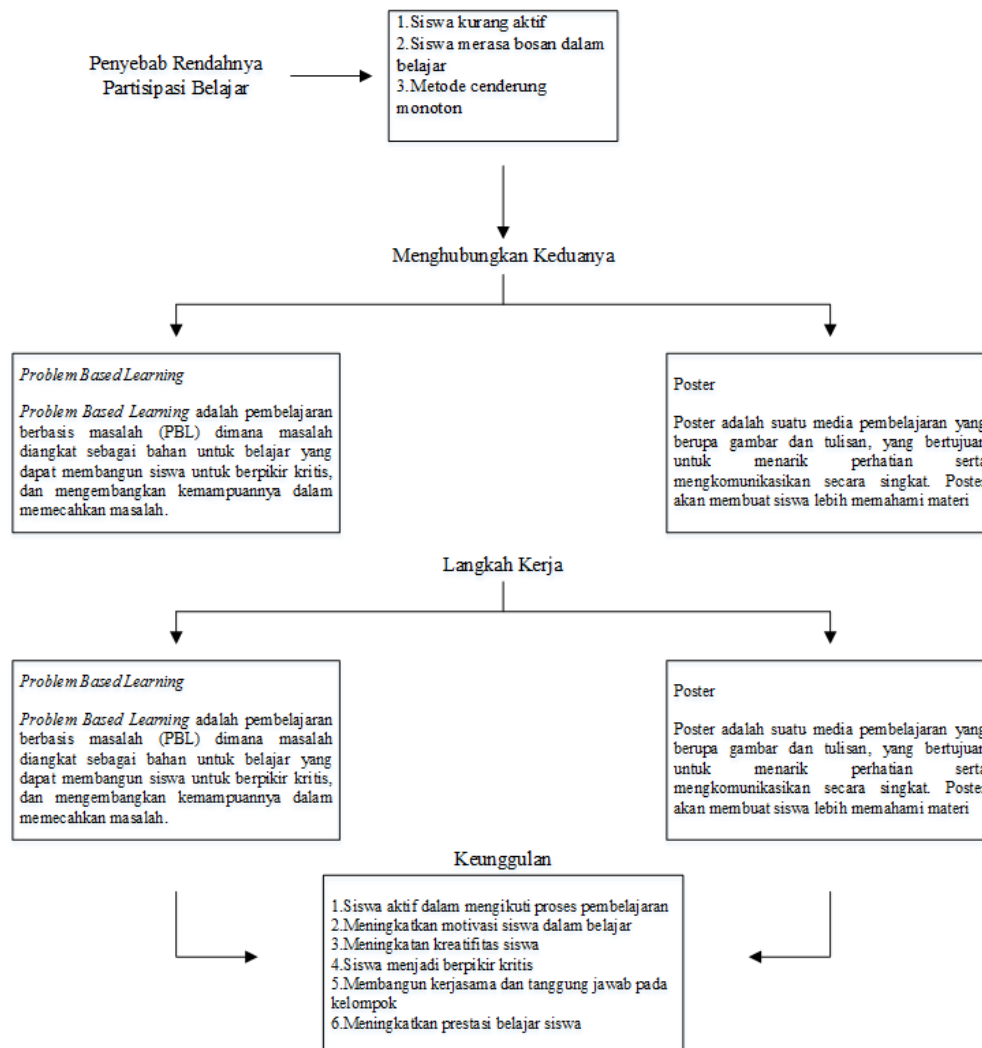 1.Siswa kurang aktif
2.Siswa merasa bosan dalam
belajar
3.Metode cenderung
monoton
Penyebab Rendahnya
Partisipasi Belajar
Menghubungkan Keduanya
Problem Based Learning
Problem Based Learning adalah pembelajaran
berbasis masalah (PBL) dimana masalah
diangkat sebagai bahan untuk belajar yang
dapat membangun siswa untuk berpikir kritis,
dan mengembangkan kemampuannya dalam
memecahkan masalah.
Poster
Poster adalah suatu media pembelajaran yang
berupa gambar dan tulisan, yang bertujuan
untuk menarik perhatian serta
mengkomunikasikan secara singkat. Poster
akan membuat siswa lebih memahami materi
Langkah Kerja
Problem Based Learning
Problem Based Learning adalah pembelajaran
berbasis masalah (PBL) dimana masalah
diangkat sebagai bahan untuk belajar yang
dapat membangun siswa untuk berpikir kritis,
dan mengembangkan kemampuannya dalam
memecahkan masalah.
Poster
Poster adalah suatu media pembelajaran yang
berupa gambar dan tulisan, yang bertujuan
untuk menarik perhatian serta
mengkomunikasikan secara singkat. Poster
akan membuat siswa lebih memahami materi
Keunggulan
1.Siswa aktif dalam mengikuti proses pembelajaran
2.Meningkatkan motivasi siswa dalam belajar
3.Meningkatan kreatifitas siswa
4.Siswa menjadi berpikir kritis
5.Membangun kerjasama dan tanggung jawab pada
kelompok
6.Meningkatkan prestasi belajar siswa